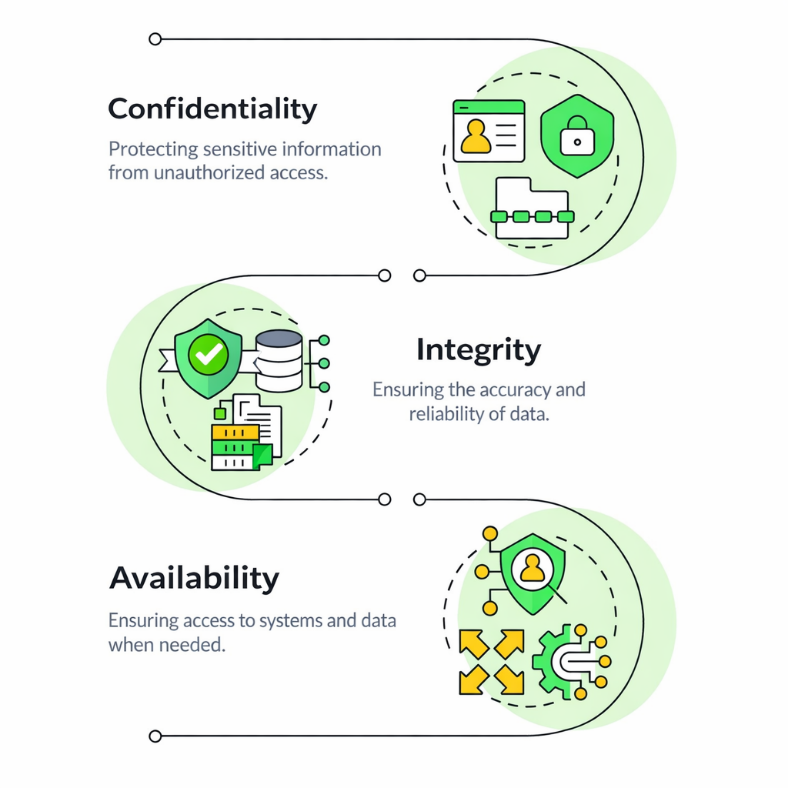 Confidentiality
Protecting sensitive information
from unauthorized access.
Integrity
Ensuring the accuracy and
reliability of data.
Availability
Ensuring access to systems and data
when needed.